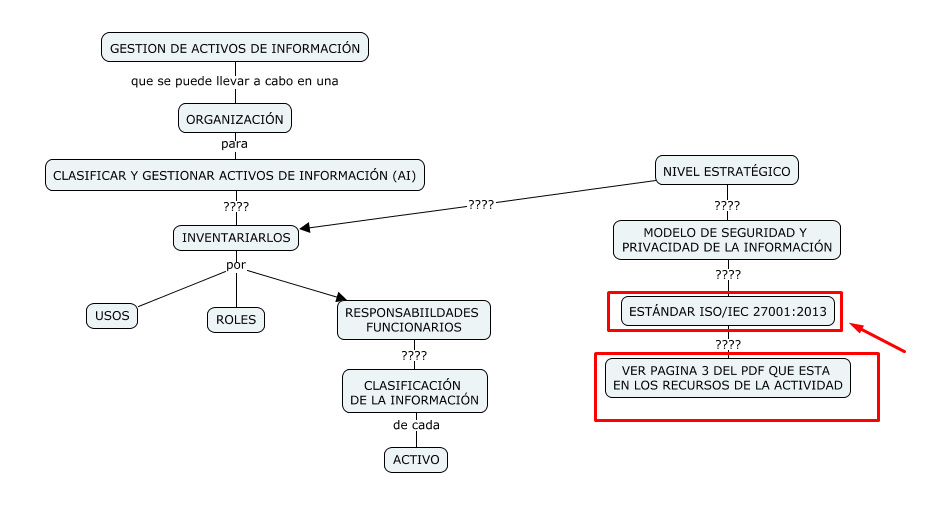 GESTION DE ACTIVOS DE INFORMACIÓN
que se puede llevar a cabo en una
ORGANIZACIÓN
para
CLASIFICAR Y GESTIONAR ACTIVOS DE INFORMACIÓN (AI)
????
INVENTARIARLOS
por
USOS
ROLES
RESPONSABIILDADES
FUNCIONARIOS
????
CLASIFICACIÓN
DE LA INFORMACIÓN
de cada
ACTIVO
????
NIVEL ESTRATÉGICO
????
MODELO DE SEGURIDAD Y
PRIVACIDAD DE LA INFORMACIÓN
????
ESTÁNDAR ISO/IEC 27001:2013
????
VER PAGINA 3 DEL PDF QUE ESTA
EN LOS RECURSOS DE LA ACTIVIDAD